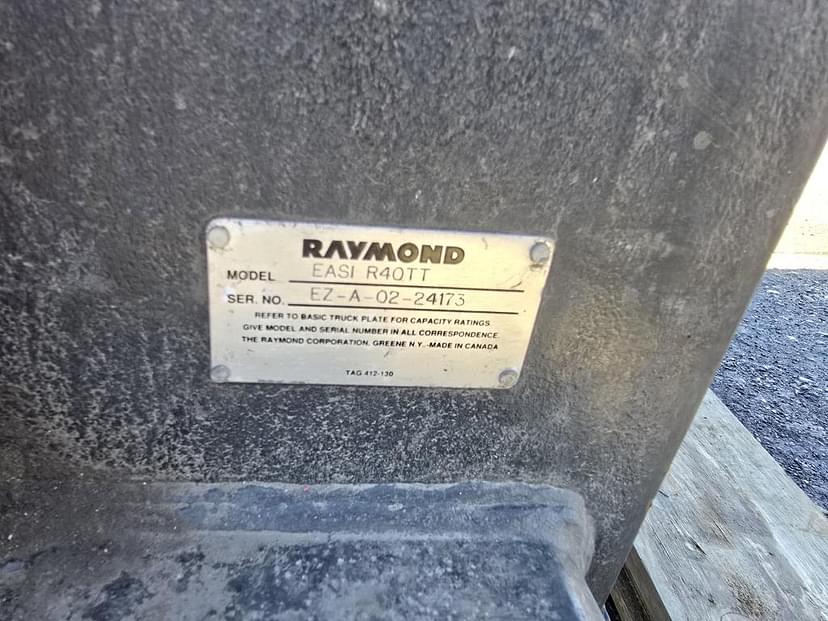 RAYMOND
MODEL EASI R40TT
SER. NO. EZ-A-02-24173
REFER TO BASIC TRUCK PLATE FOR CAPACITY RATINGS
GIVE MODEL AND SERIAL NUMBER IN ALL CORRESPONDENCE.
THE RAYMOND CORPORATION, GREENE N.Y. -MADE IN CANADA
TAG 412-130